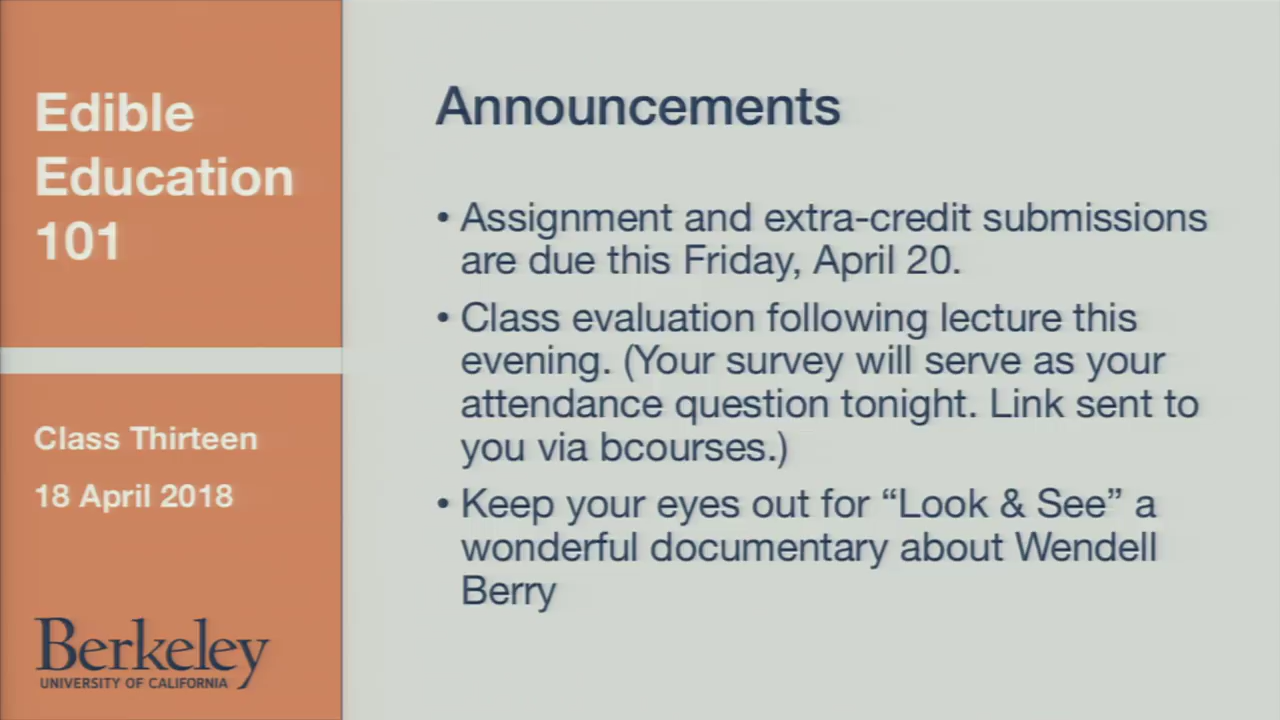 Edible
Education
101
Class Thirteen
18 April 2018
Berkeley
UNIVERSITY OF CALIFORNIA
Announcements
• Assignment and extra-credit submissions
are due this Friday, April 20.
• Class evaluation following lecture this
evening. (Your survey will serve as your
attendance question tonight. Link sent to
you via bcourses.)
• Keep your eyes out for “Look & See” a
wonderful documentary about Wendell
Berry